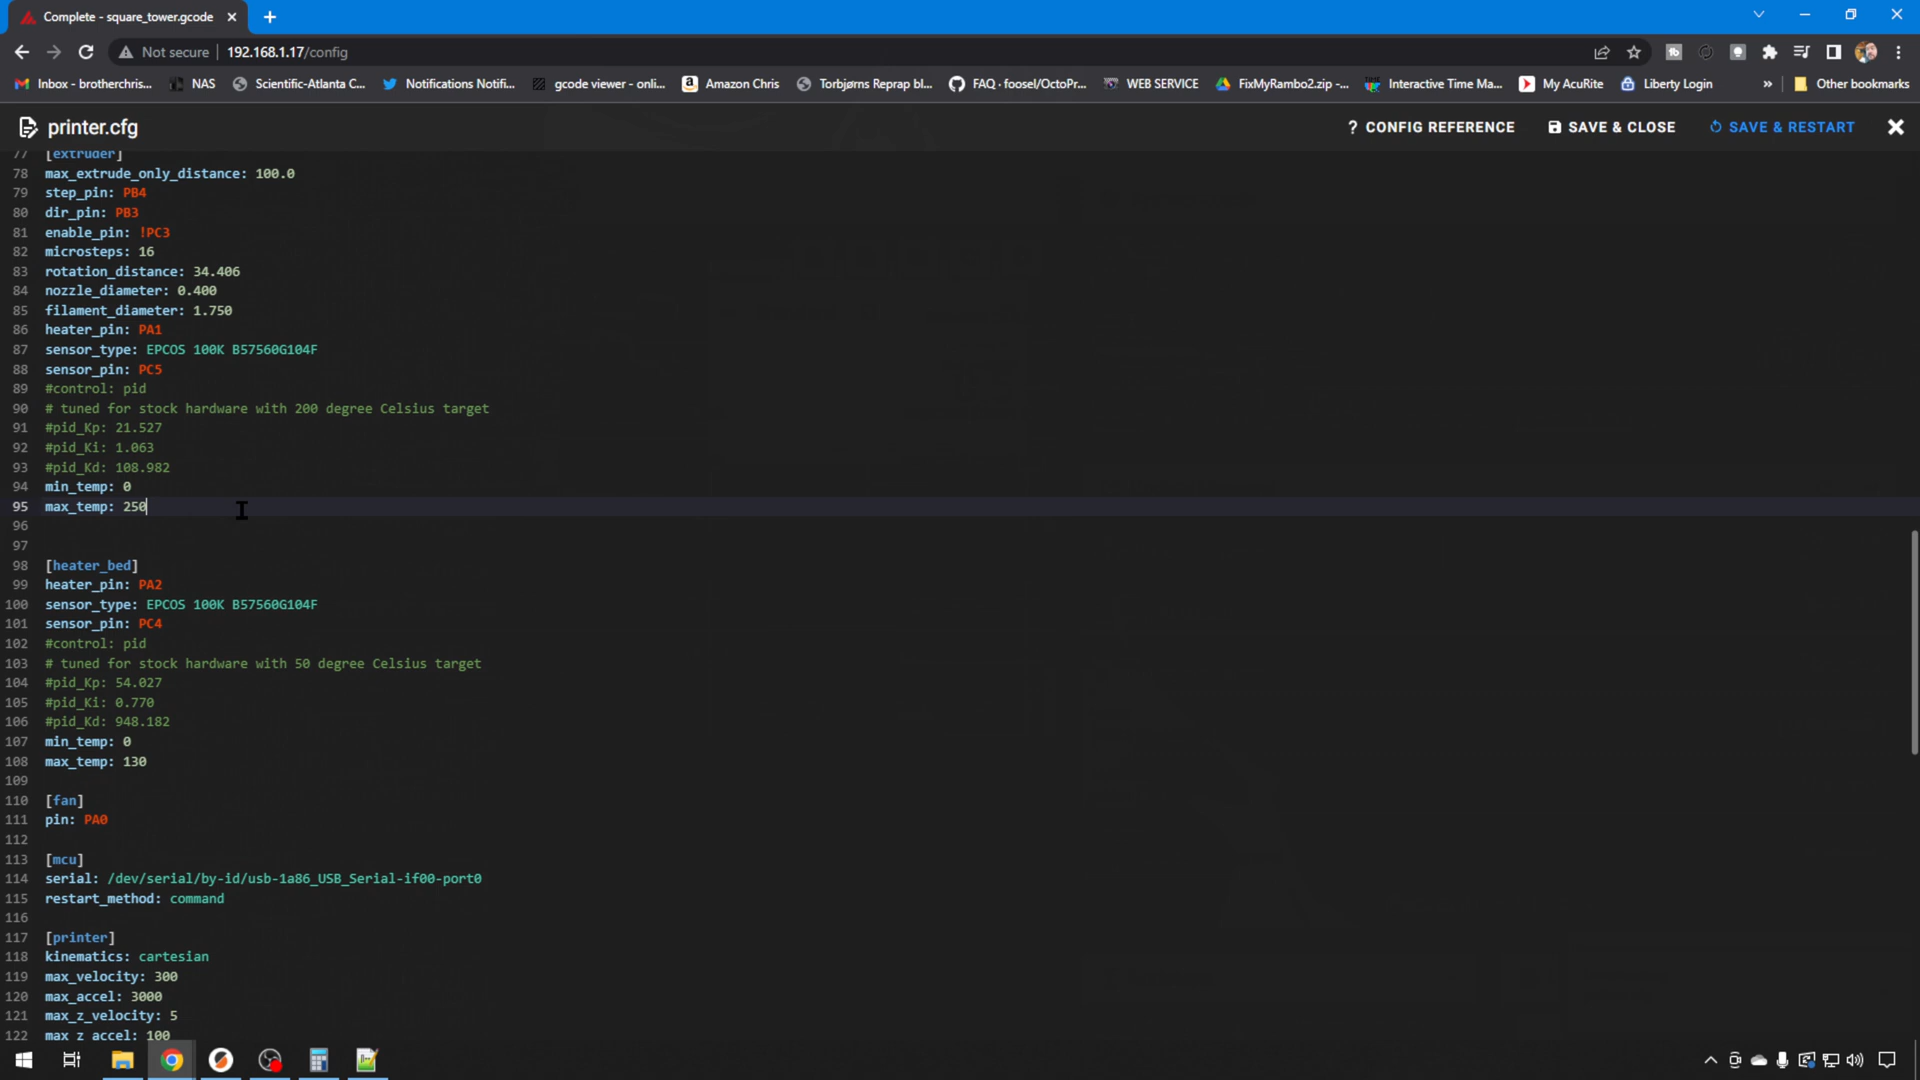 Complete - square_tower.gcode
Not secure 192.168.1.17/config
Inbox - brotherchris... NAS Scientific-Atlanta C... Notifications Notifi... gcode viewer - onli... Amazon Chris Torbjørns Reprap bl... FAQ · foosel/OctoPr... WEB SERVICE FixMyRambo2.zip -... Interactive Time Ma... My AcuRite Liberty Login » Other bookmarks
printer.cfg ? CONFIG REFERENCE SAVE & CLOSE SAVE & RESTART
77 [extruder]
78 max_extrude_only_distance: 100.0
79 step_pin: PB4
80 dir_pin: PB3
81 enable_pin: !PC3
82 microsteps: 16
83 rotation_distance: 34.406
84 nozzle_diameter: 0.400
85 filament_diameter: 1.750
86 heater_pin: PA1
87 sensor_type: EPCOS 100K B57560G104F
88 sensor_pin: PC5
89 #control: pid
90 # tuned for stock hardware with 200 degree Celsius target
91 #pid_Kp: 21.527
92 #pid_Ki: 1.063
93 #pid_Kd: 108.982
94 min_temp: 0
95 max_temp: 250
96
97
98 [heater_bed]
99 heater_pin: PA2
100 sensor_type: EPCOS 100K B57560G104F
101 sensor_pin: PC4
102 #control: pid
103 # tuned for stock hardware with 50 degree Celsius target
104 #pid_Kp: 54.027
105 #pid_Ki: 0.770
106 #pid_Kd: 948.182
107 min_temp: 0
108 max_temp: 130
109
110 [fan]
111 pin: PA0
112
113 [mcu]
114 serial: /dev/serial/by-id/usb-1a86_USB_Serial-if00-port0
115 restart_method: command
116
117 [printer]
118 kinematics: cartesian
119 max_velocity: 300
120 max_accel: 3000
121 max_z_velocity: 5
122 max_z_accel: 100